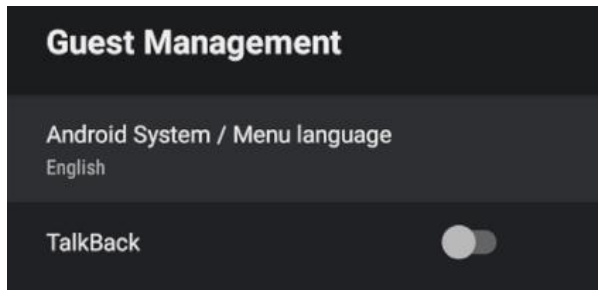 Guest Management
Android System / Menu language
English
TalkBack